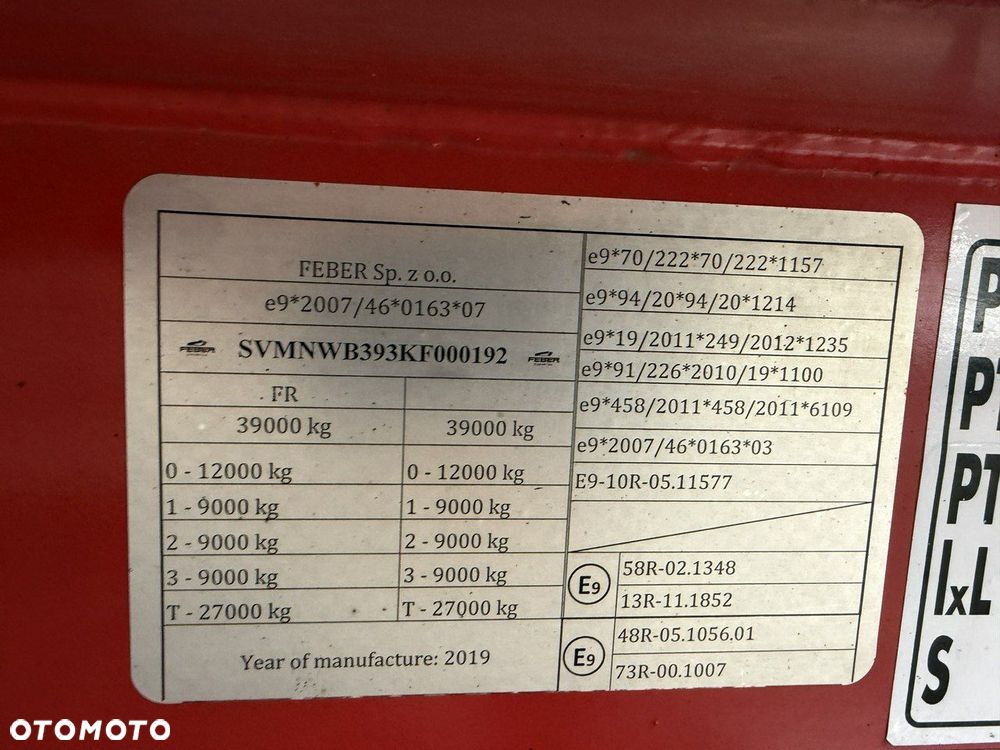 FEBER Sp. z o.o.
e9*2007/46*0163*07
FEBER SVMNWB393KF000192 FEBER
FR
39000 kg 39000 kg
0 - 12000 kg 0 - 12000 kg
1 - 9000 kg 1 - 9000 kg
2 - 9000 kg 2 - 9000 kg
3 - 9000 kg 3 - 9000 kg
T - 27000 kg T - 27000 kg
Year of manufacture: 2019
e9*70/222*70/222*1157
e9*94/20*94/20*1214
e9*19/2011*249/2012*1235
e9*91/226*2010/19*1100
e9*458/2011*458/2011*6109
e9*2007/46*0163*03
E9-10R-05.11577
E9
58R-02.1348
13R-11.1852
E9
48R-05.1056.01
73R-00.1007
PT
IxL
S
OTOMOTO